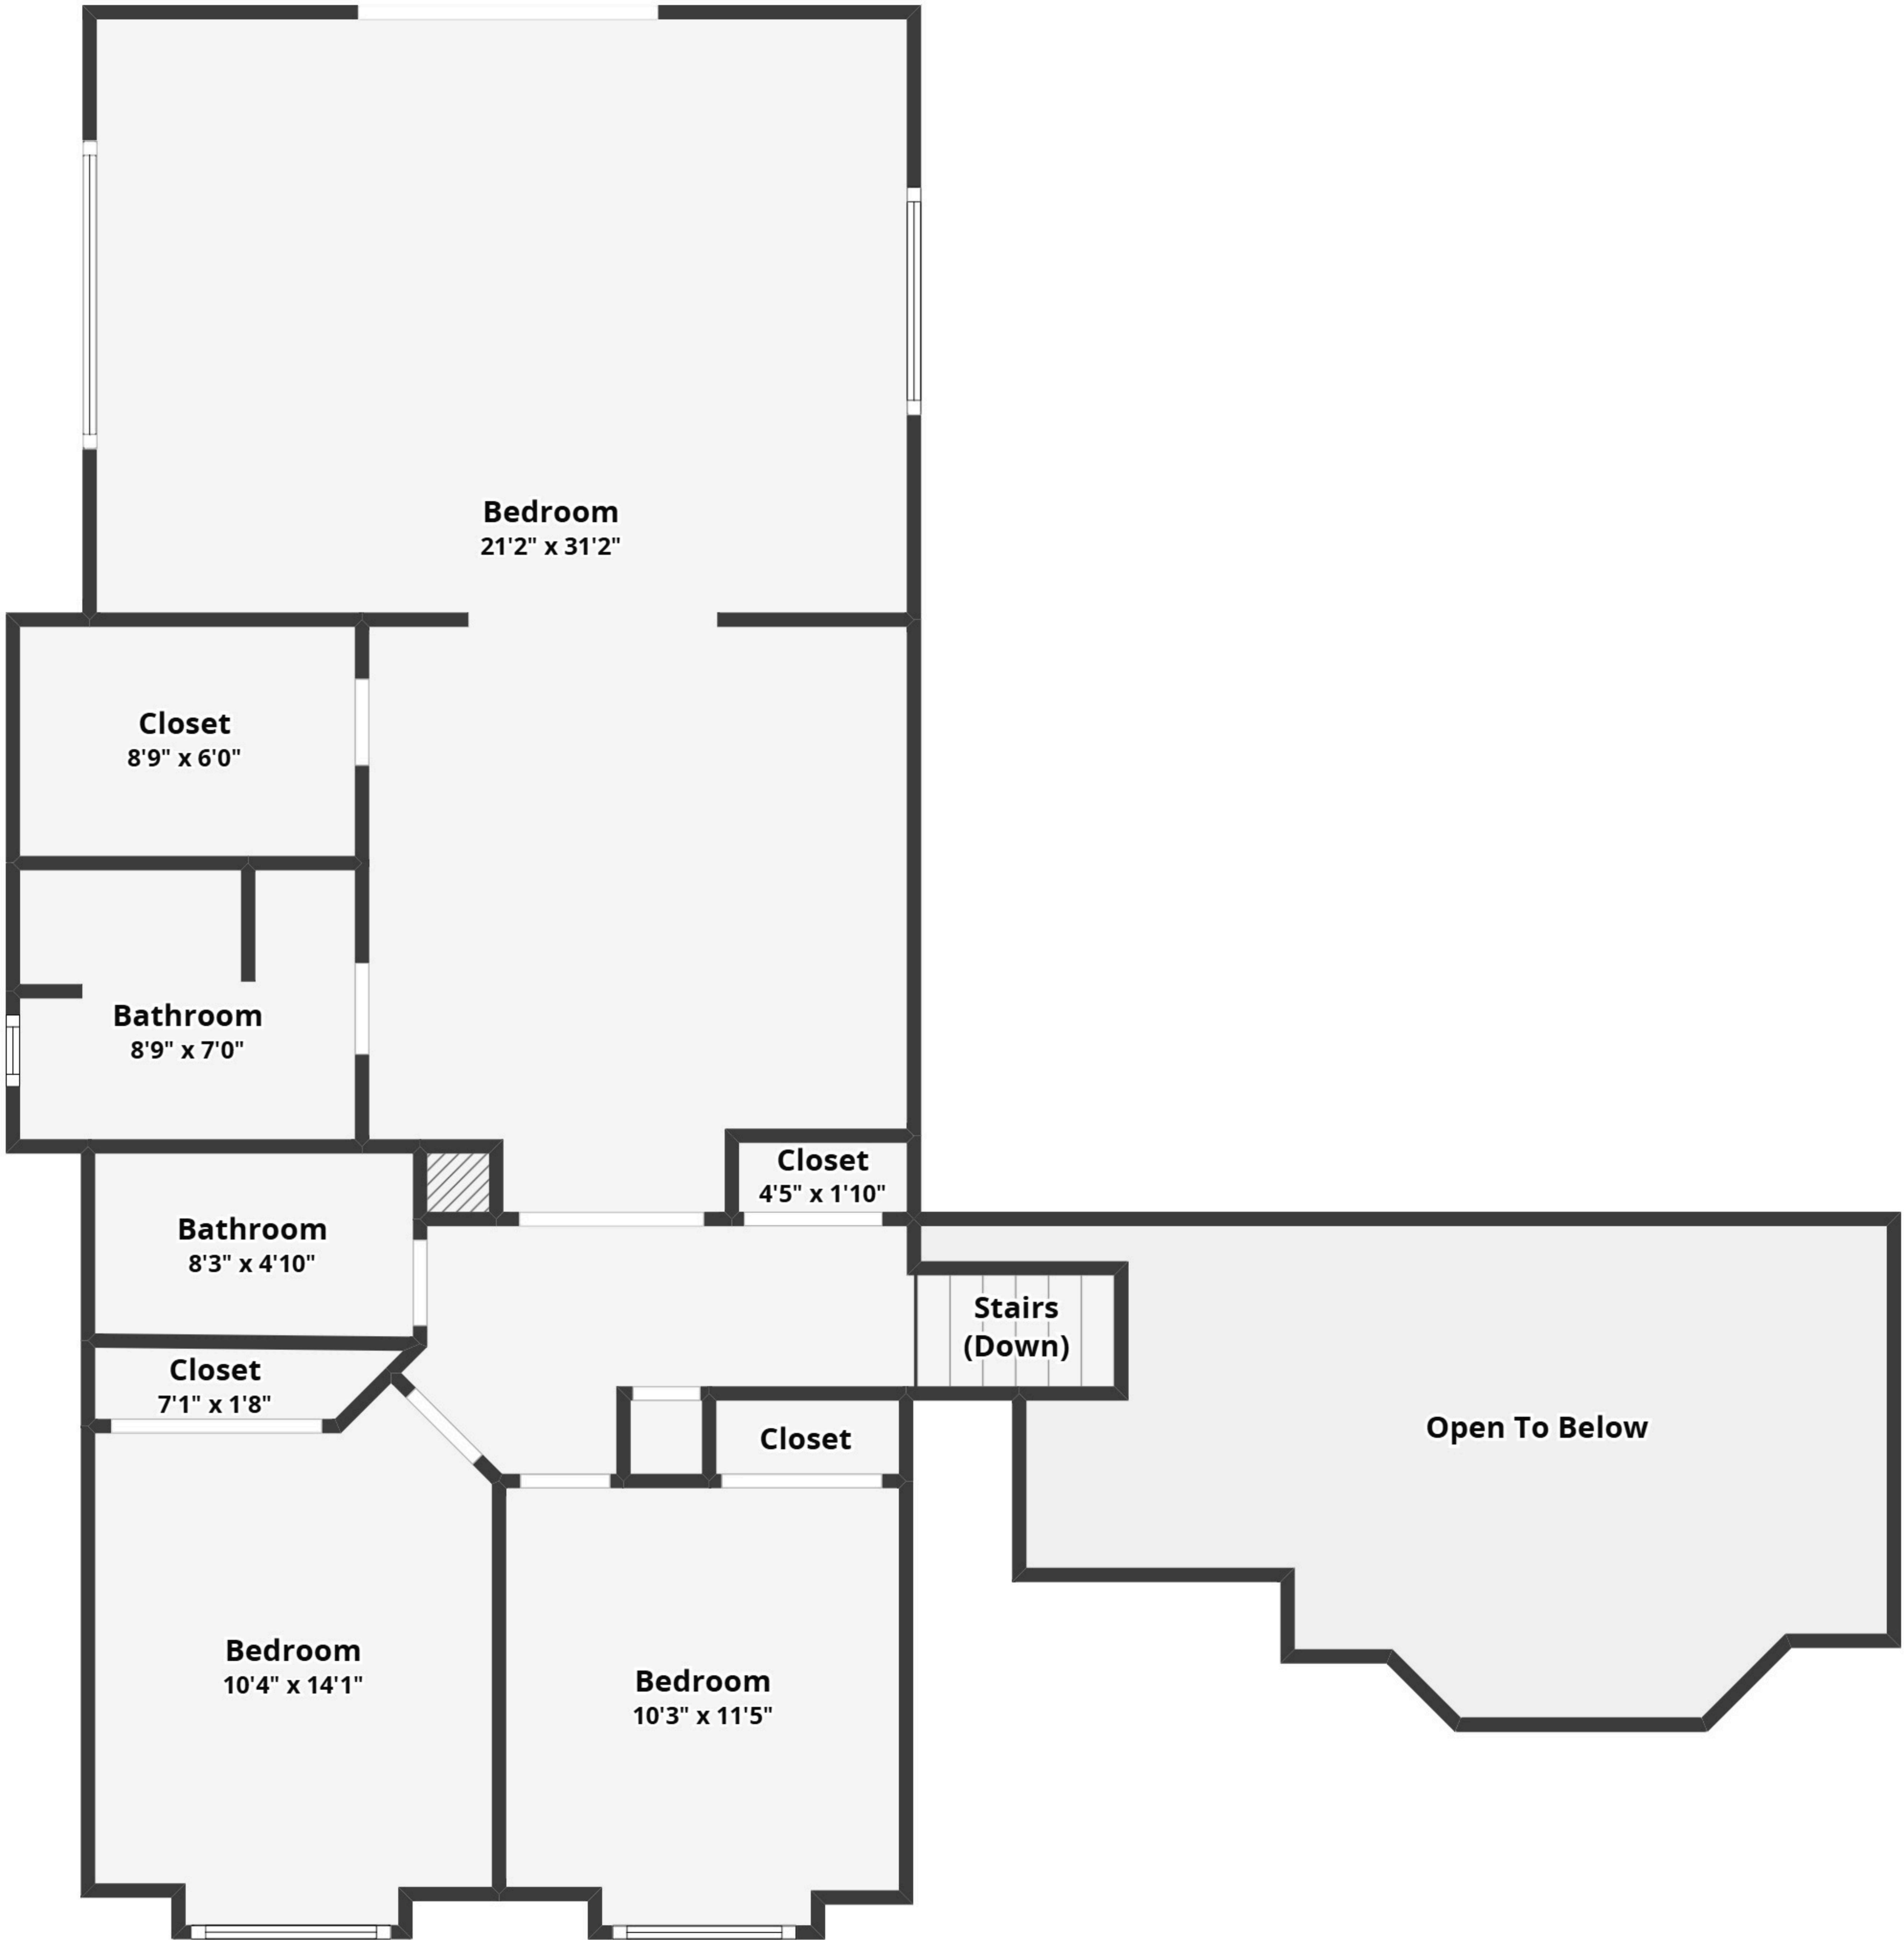 Bedroom
21'2" x 31'2"
Closet
8'9" x 6'0"
Bathroom
8'9" x 7'0"
Closet
4'5" x 1'10"
Bathroom
8'3" x 4'10"
Stairs
(Down)
Closet
7'1" x 1'8"
Closet
Open To Below
Bedroom
10'4" x 14'1"
Bedroom
10'3" x 11'5"